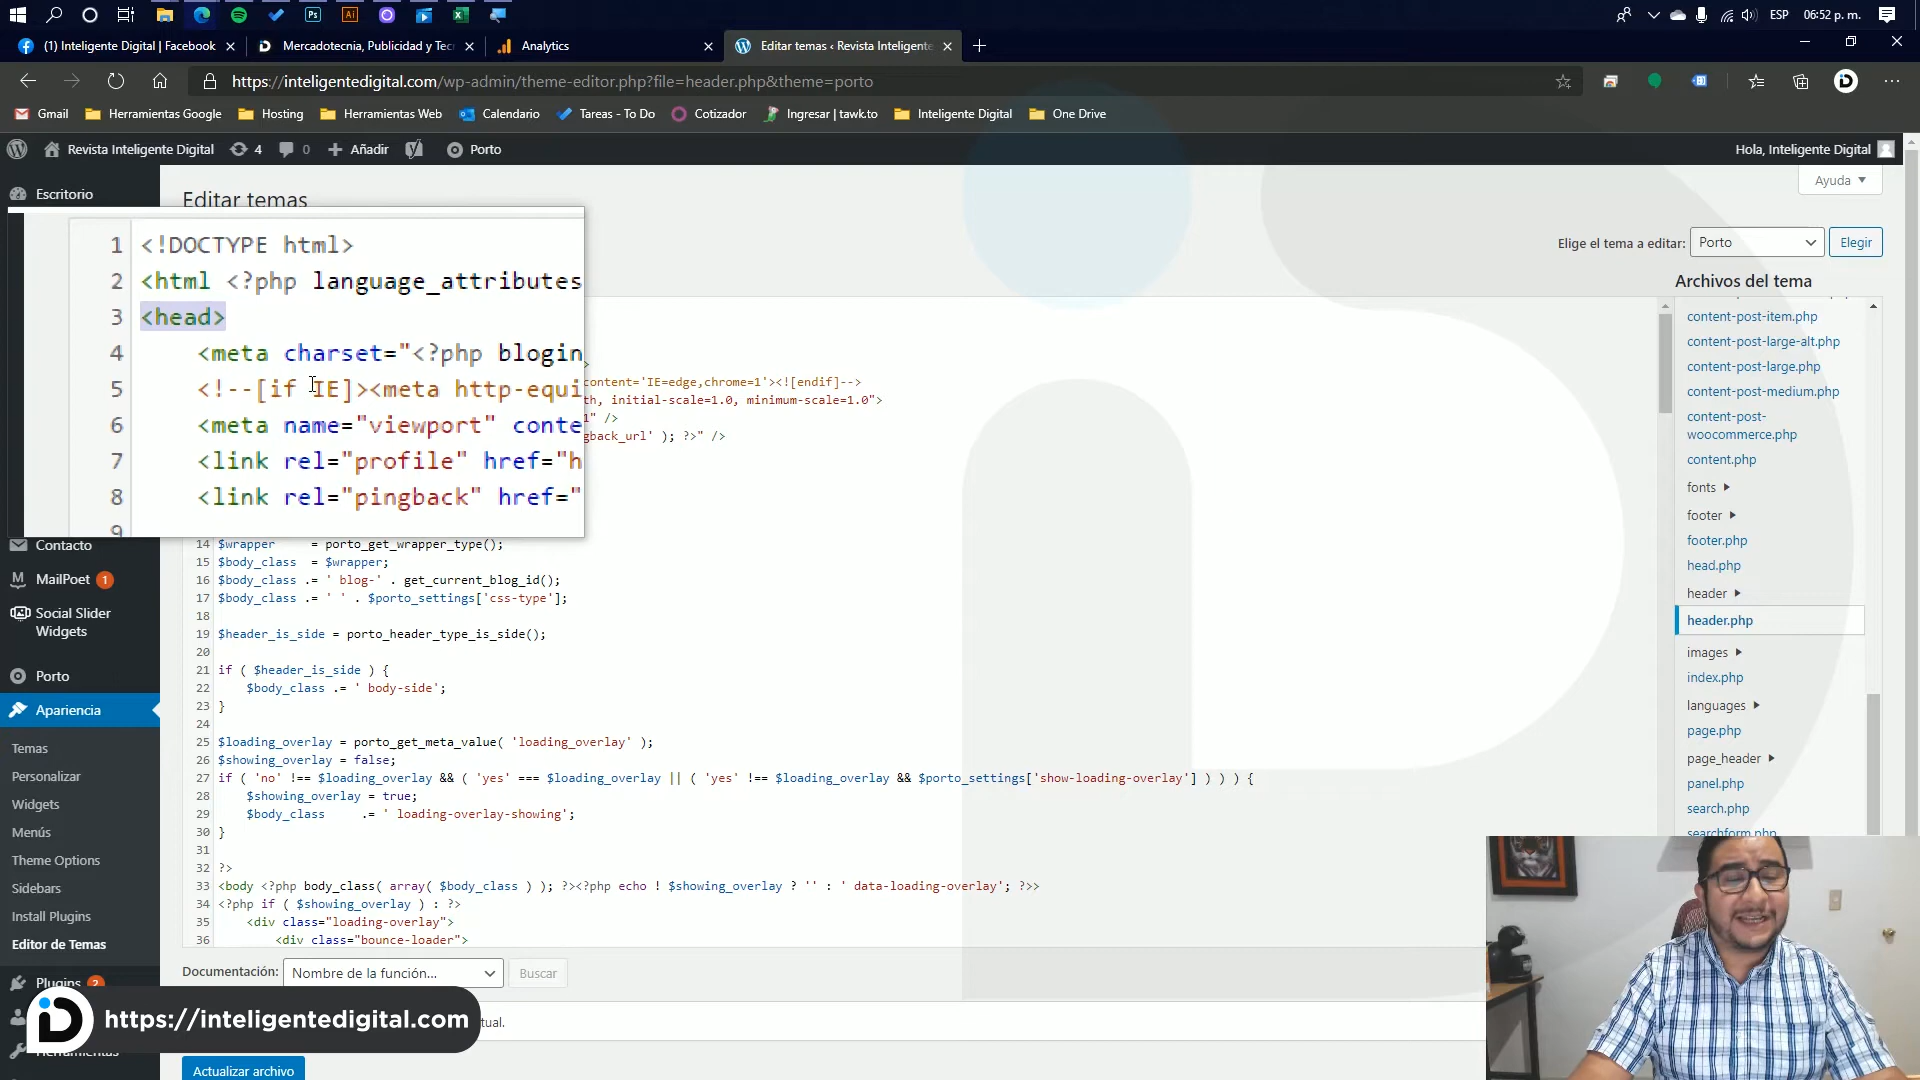 ESP
06:52 p. m.
(1) Inteligente Digital | Facebook
Mercadotecnia, Publicidad y Tec
Analytics
Editar temas ‹ Revista Inteligente
https://inteligentedigital.com/wp-admin/theme-editor.php?file=header.php&theme=porto
Gmail
Herramientas Google
Hosting
Herramientas Web
Calendario
Tareas - To Do
Cotizador
Ingresar | tawk.to
Inteligente Digital
One Drive
Revista Inteligente Digital
4
0
Añadir
Porto
Hola, Inteligente Digital
Escritorio
Editar temas
Ayuda
Elige el tema a editar:
Porto
Elegir
1 <!DOCTYPE html>
2 <html <?php language_attributes
3 <head>
4 <meta charset="<?php blogin
5 <!--[if IE]><meta http-equi
6 <meta name="viewport" conte
7 <link rel="profile" href="h
8 <link rel="pingback" href="
9
content='IE=edge,chrome=1'><![endif]-->
th, initial-scale=1.0, minimum-scale=1.0">
1" />
gback_url' ); ?>" />
14 $wrapper = porto_get_wrapper_type();
15 $body_class = $wrapper;
16 $body_class .= ' blog-' . get_current_blog_id();
17 $body_class .= ' ' . $porto_settings['css-type'];
18
19 $header_is_side = porto_header_type_is_side();
20
21 if ( $header_is_side ) {
22 $body_class .= ' body-side';
23 }
24
25 $loading_overlay = porto_get_meta_value( 'loading_overlay' );
26 $showing_overlay = false;
27 if ( 'no' !== $loading_overlay && ( 'yes' === $loading_overlay || ( 'yes' !== $loading_overlay && $porto_settings['show-loading-overlay'] ) ) ) {
28 $showing_overlay = true;
29 $body_class .= ' loading-overlay-showing';
30 }
31
32 ?>
33 <body <?php body_class( array( $body_class ) ); ?><?php echo ! $showing_overlay ? '' : ' data-loading-overlay'; ?>>
34 <?php if ( $showing_overlay ) : ?>
35 <div class="loading-overlay">
36 <div class="bounce-loader">
Archivos del tema
content-post-item.php
content-post-large-alt.php
content-post-large.php
content-post-medium.php
content-post-
woocommerce.php
content.php
fonts
footer
footer.php
head.php
header
header.php
images
index.php
languages
page.php
page_header
panel.php
search.php
searchform.php
Contacto
MailPoet 1
Social Slider
Widgets
Porto
Apariencia
Temas
Personalizar
Widgets
Menús
Theme Options
Sidebars
Install Plugins
Editor de Temas
Plugins 2
Herramientas
Documentación:
Nombre de la función...
Buscar
https://inteligentedigital.com
tual.
Actualizar archivo